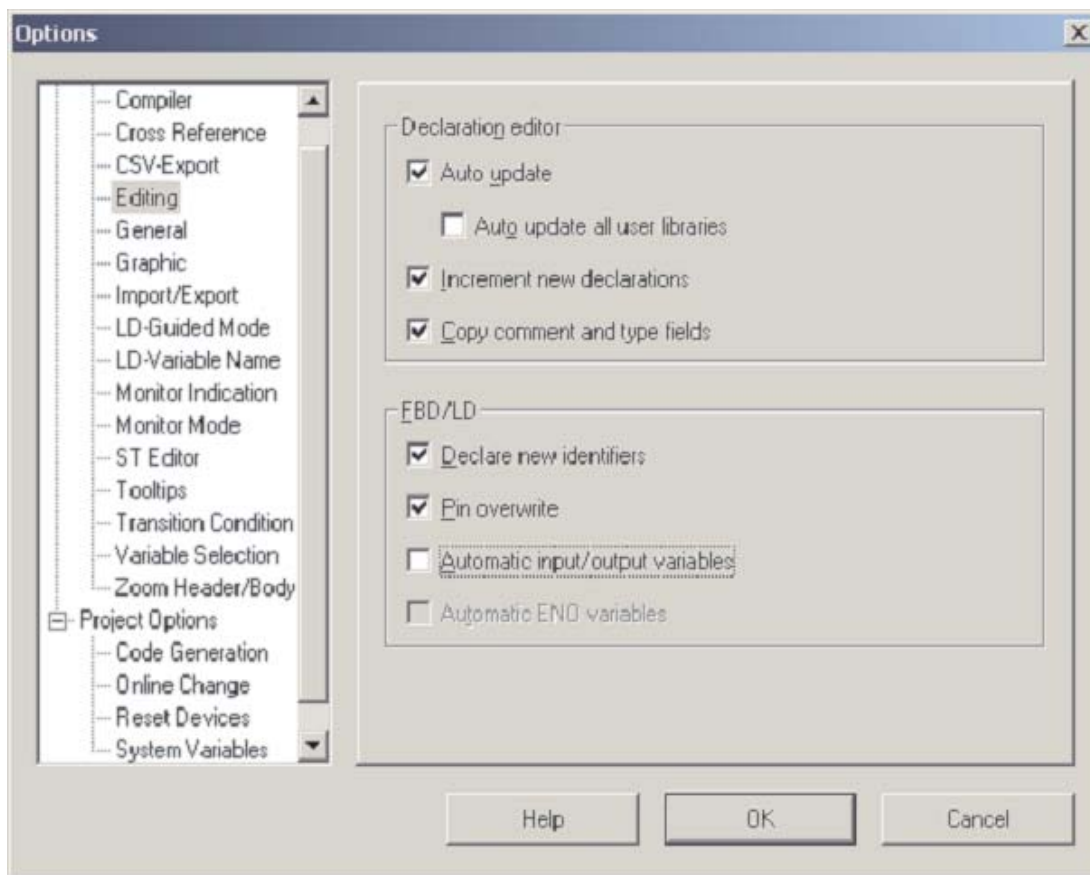 Options
Compiler
Cross Reference
CSV-Export
Editing
General
Graphic
Import/Export
LD-Guided Mode
LD-Variable Name
Monitor Indication
Monitor Mode
ST Editor
Tooltips
Transition Condition
Variable Selection
Zoom Header/Body
Project Options
Code Generation
Online Change
Reset Devices
System Variables
Declaration editor
Auto update
Auto update all user libraries
Increment new declarations
Copy comment and type fields
FBD/LD
Declare new identifiers
Pin overwrite
Automatic input/output variables
Automatic ENO variables
Help
OK
Cancel